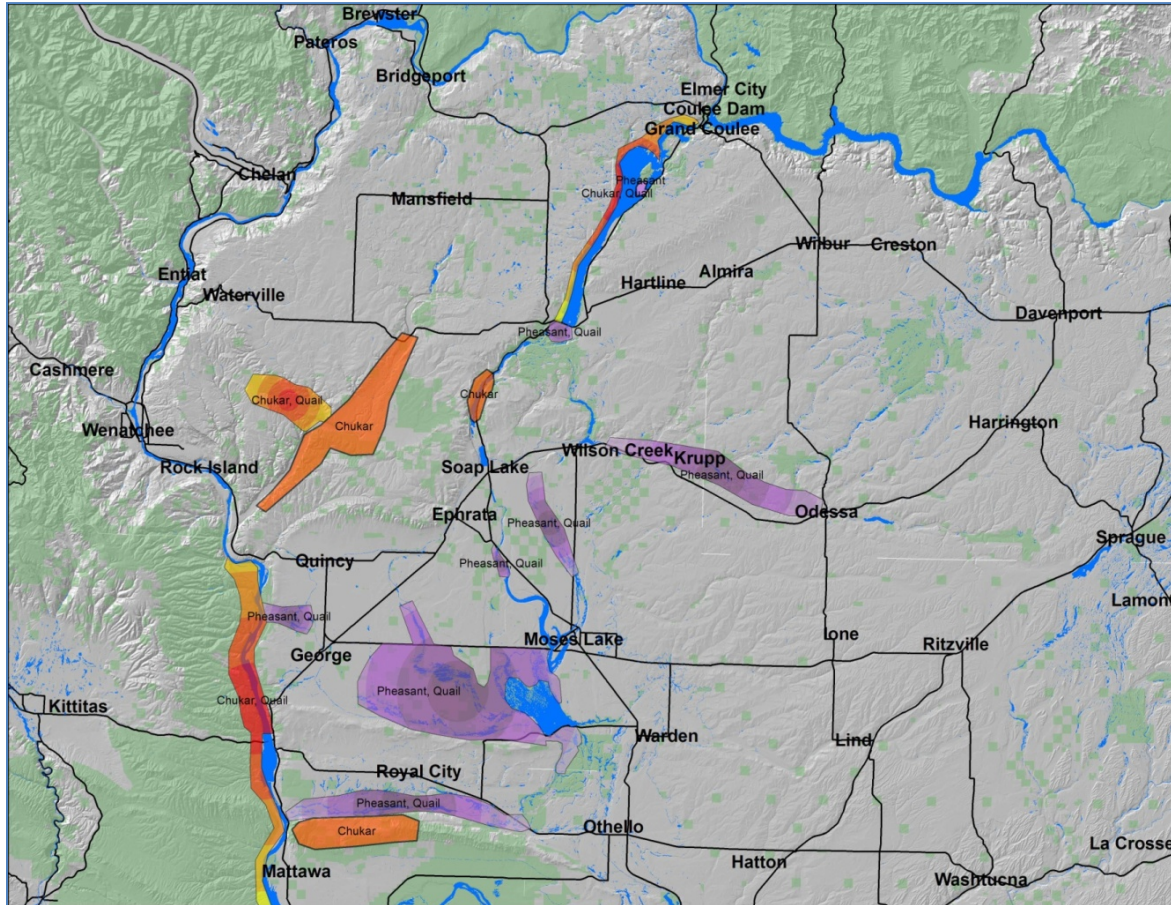 Brewster
Pateros
Bridgeport
Elmer City
Coulee Dam
Grand Coulee
Chelan
Pheasant
Chukar, Quail
Mansfield
Wilbur
Creston
Entiat
Almira
Hartline
Waterville
Davenport
Pheasant, Quail
Cashmere
Chukar
Chukar, Quail
Chukar
Harrington
Wenatchee
Wilson Creek
Krupp
Rock Island
Soap Lake
Pheasant, Quail
Ephrata
Odessa
Pheasant, Quail
Sprague
Quincy
Pheasant, Quail
Lamont
Pheasant, Quail
Moses Lake
Ione
Ritzville
George
Pheasant, Quail
Chukar, Quail
Kittitas
Warden
Lind
Royal City
Pheasant, Quail
Chukar
Othello
La Crosse
Hatton
Mattawa
Washtucna